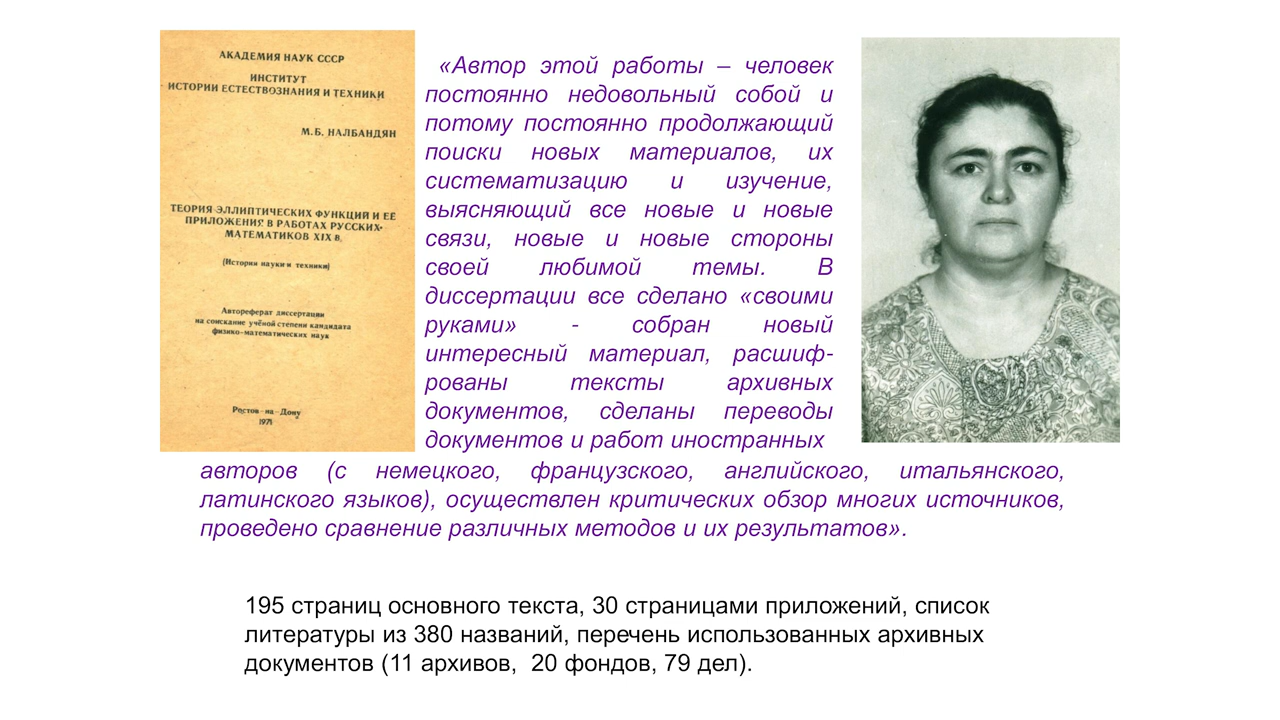 АКАДЕМИЯ НАУК СССР
ИНСТИТУТ
ИСТОРИИ ЕСТЕСТВОЗНАНИЯ И ТЕХНИКИ
М.Б. НАЛБАНДЯН
ТЕОРИЯ ЭЛЛИПТИЧЕСКИХ ФУНКЦИЙ И ЕЁ
ПРИЛОЖЕНИЯ В РАБОТАХ РУССКИХ
МАТЕМАТИКОВ XIX В.
(История науки и техники)
Автореферат диссертации
на соискание учёной степени кандидата
физико-математических наук
Ростов-на-Дону
1971
«Автор этой работы – человек
постоянно недовольный собой и
потому постоянно продолжающий
поиски новых материалов, их
систематизацию и изучение,
выясняющий все новые и новые
связи, новые и новые стороны
своей любимой темы. В
диссертации все сделано «своими
руками» - собран новый
интересный материал, расшиф-
рованы тексты архивных
документов, сделаны переводы
документов и работ иностранных
авторов (с немецкого, французского, английского, итальянского,
латинского языков), осуществлен критических обзор многих источников,
проведено сравнение различных методов и их результатов».
195 страниц основного текста, 30 страницами приложений, список
литературы из 380 названий, перечень использованных архивных
документов (11 архивов, 20 фондов, 79 дел).